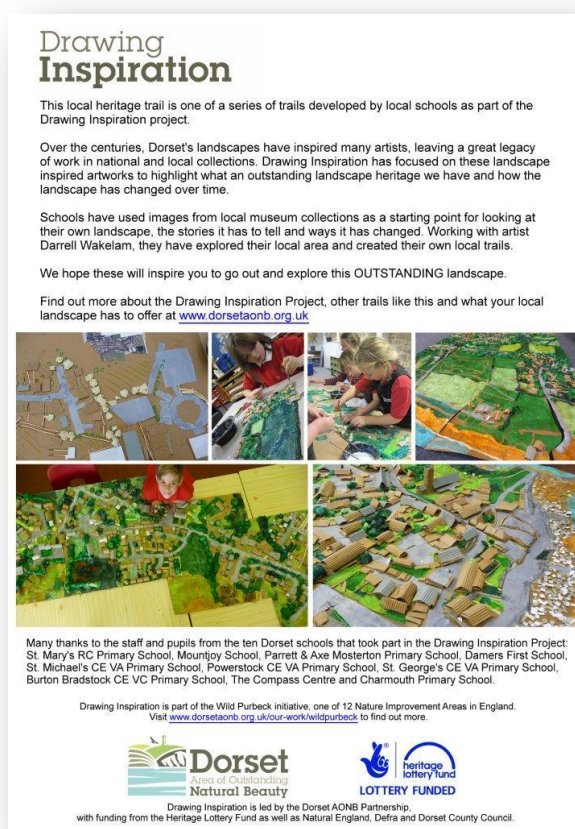 Drawing
Inspiration
This local heritage trail is one of a series of trails developed by local schools as part of the
Drawing Inspiration project.
Over the centuries, Dorset's landscapes have inspired many artists, leaving a great legacy
of work in national and local collections. Drawing Inspiration has focused on these landscape
inspired artworks to highlight what an outstanding landscape heritage we have and how the
landscape has changed over time.
Schools have used images from local museum collections as a starting point for looking at
their own landscape, the stories it has to tell and ways it has changed. Working with artist
Darrell Wakelam, they have explored their local area and created their own local trails.
We hope these will inspire you to go out and explore this OUTSTANDING landscape.
Find out more about the Drawing Inspiration Project, other trails like this and what your local
landscape has to offer at www.dorsetaonb.org.uk
Many thanks to the staff and pupils from the ten Dorset schools that took part in the Drawing Inspiration Project:
St. Mary's RC Primary School, Mountjoy School, Parrett & Axe Mosterton Primary School, Damers First School,
St. Michael's CE VA Primary School, Powerstock CE VA Primary School, St. George's CE VA Primary School,
Burton Bradstock CE VC Primary School, The Compass Centre and Charmouth Primary School.
Drawing Inspiration is part of the Wild Purbeck initiative, one of 12 Nature Improvement Areas in England.
Visit www.dorsetaonb.org.uk/our-work/wildpurbeck to find out more.
Dorset
Area of Outstanding
Natural Beauty
heritage
lottery fund
LOTTERY FUNDED
Drawing Inspiration is led by the Dorset AONB Partnership,
with funding from the Heritage Lottery Fund as well as Natural England, Defra and Dorset County Council.